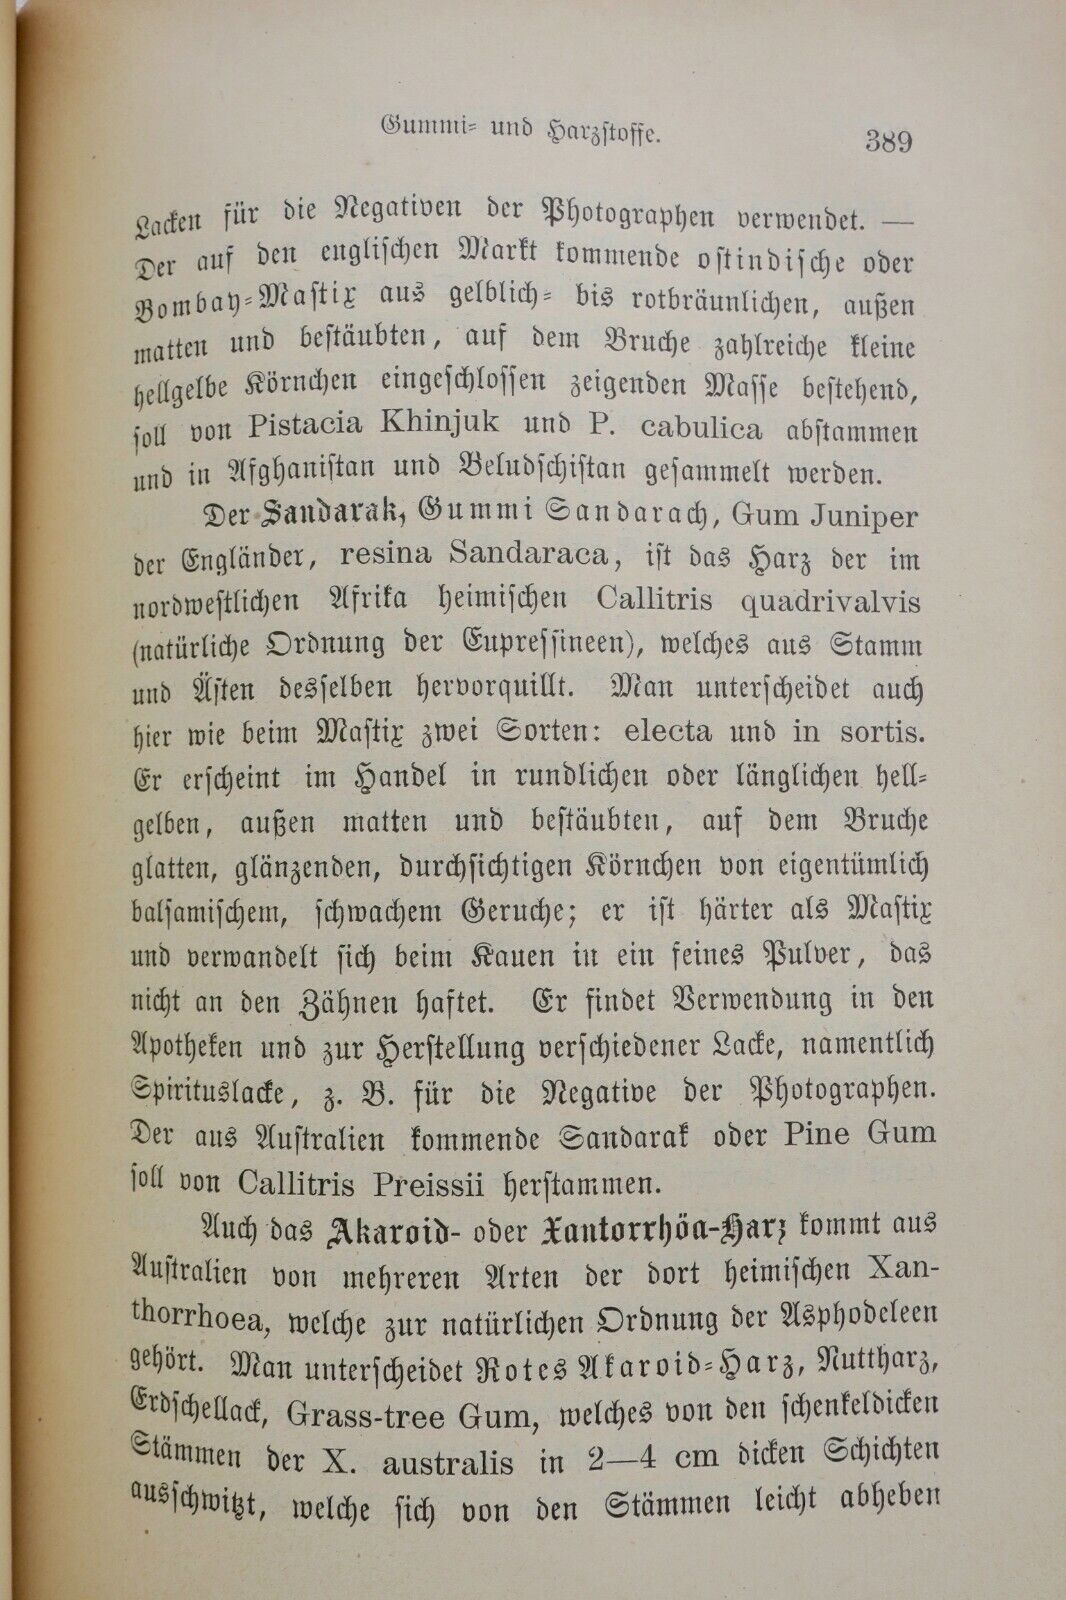 Gummi- und Harzstoffe. 389
Lacken für die Negativen der Photographen verwendet. —
Der auf den englischen Markt kommende ostindische oder
Bombay-Mastix aus gelblich- bis rotbräunlichen, außen
matten und bestäubten, auf dem Bruche zahlreiche kleine
hellgelbe Körnchen eingeschlossen zeigenden Masse bestehend,
soll von Pistacia Khinjuk und P. cabulica abstammen
und in Afghanistan und Beludschistan gesammelt werden.
Der Sandarak, Gummi Sandarach, Gum Juniper
der Engländer, resina Sandaraca, ist das Harz der im
nordwestlichen Afrika heimischen Callitris quadrivalvis
(natürliche Ordnung der Cupressineen), welches aus Stamm
und Ästen desselben hervorquillt. Man unterscheidet auch
hier wie beim Mastix zwei Sorten: electa und in sortis.
Er erscheint im Handel in rundlichen oder länglichen hell-
gelben, außen matten und bestäubten, auf dem Bruche
glatten, glänzenden, durchsichtigen Körnchen von eigentümlich
balsamischem, schwachem Geruche; er ist härter als Mastix
und verwandelt sich beim Kauen in ein feines Pulver, das
nicht an den Zähnen haftet. Er findet Verwendung in den
Apotheken und zur Herstellung verschiedener Lacke, namentlich
Spirituslacke, z. B. für die Negative der Photographen.
Der aus Australien kommende Sandarak oder Pine Gum
soll von Callitris Preissii herstammen.
Auch das Akaroid- oder Xantorrhöa-Harz kommt aus
Australien von mehreren Arten der dort heimischen Xan-
thorrhoea, welche zur natürlichen Ordnung der Asphodeleen
gehört. Man unterscheidet Rotes Akaroid-Harz, Nuttharz,
Erdschellack, Grass-tree Gum, welches von den schenkeldicken
Stämmen der X. australis in 2—4 cm dicken Schichten
ausschwitzt, welche sich von den Stämmen leicht abheben